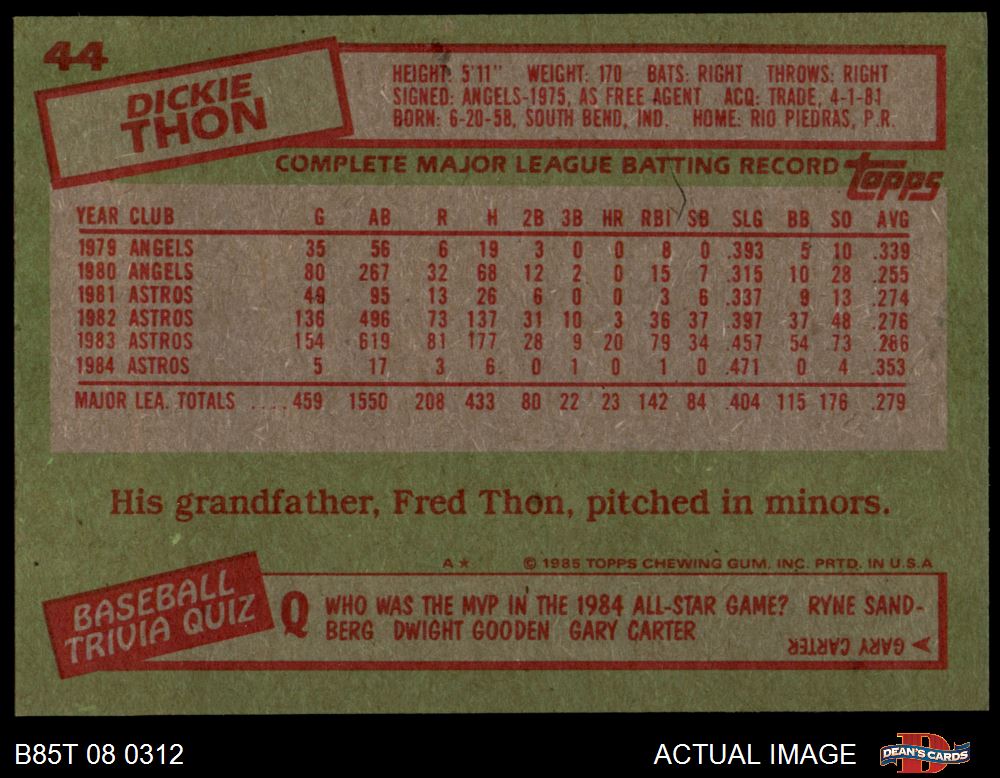 44
DICKIE
THON
HEIGHT: 5'11" WEIGHT: 170 BATS: RIGHT THROWS: RIGHT
SIGNED: ANGELS-1975, AS FREE AGENT ACQ: TRADE, 4-1-81
BORN: 6-20-58, SOUTH BEND, IND. HOME: RIO PIEDRAS, P.R.
COMPLETE MAJOR LEAGUE BATTING RECORD topps
YEAR CLUB G AB R H 2B 3B HR RBI SB SLG BB SO AVG
1979 ANGELS 35 56 6 19 3 0 0 8 0 .393 5 10 .339
1980 ANGELS 80 267 32 68 12 2 0 15 7 .315 10 28 .255
1981 ASTROS 49 95 13 26 6 0 0 3 6 .337 9 13 .274
1982 ASTROS 136 496 73 137 31 10 3 36 37 .397 37 48 .276
1983 ASTROS 154 619 81 177 28 9 20 79 34 .457 54 73 .286
1984 ASTROS 5 17 3 6 0 1 0 1 0 .471 0 4 .353
MAJOR LEA. TOTALS ....459 1550 208 433 80 22 23 142 84 .404 115 176 .279
His grandfather, Fred Thon, pitched in minors.
A* © 1985 TOPPS CHEWING GUM, INC. PRTD. IN U.S.A
BASEBALL
TRIVIA QUIZ
Q WHO WAS THE MVP IN THE 1984 ALL-STAR GAME? RYNE SAND-
BERG DWIGHT GOODEN GARY CARTER
GARY CARTER
B85T 08 0312
ACTUAL IMAGE
DEAN'S CARDS